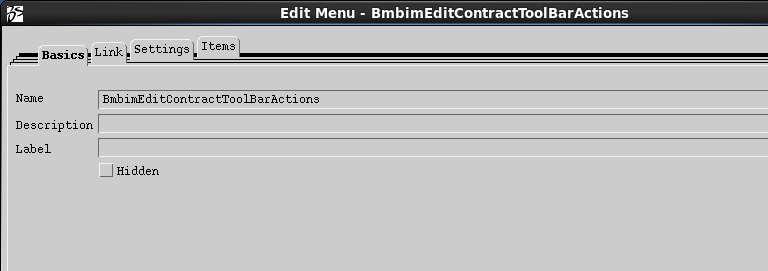 Edit Menu - BmbimEditContractToolBarActions
Basics Link Settings Items
Name BmbimEditContractToolBarActions
Description
Label
Hidden